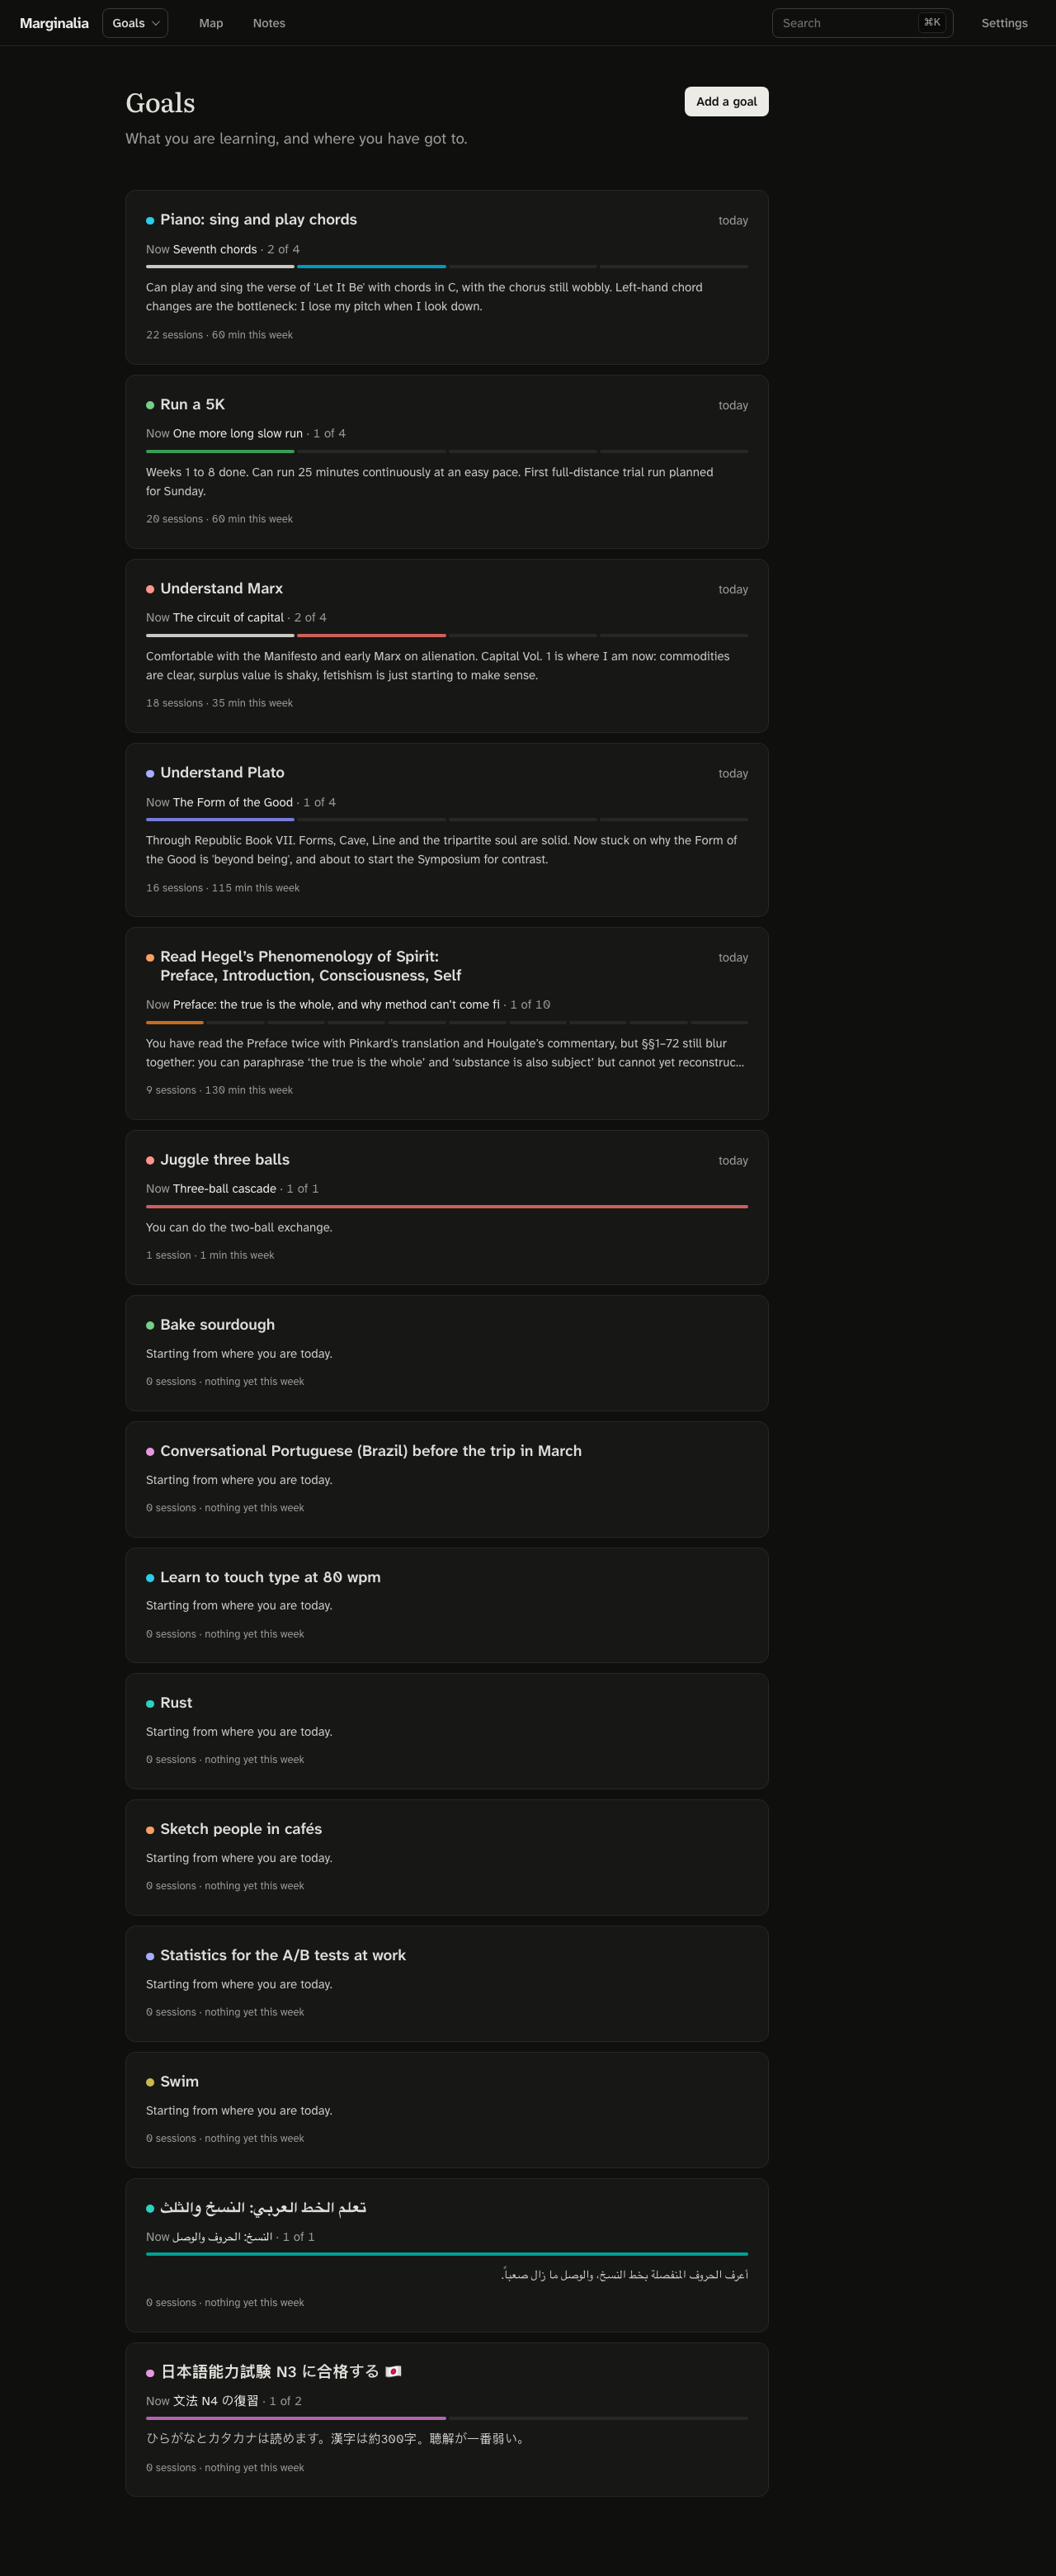 Marginalia Goals Map Notes Search ⌘K Settings
Goals Add a goal
What you are learning, and where you have got to.
Piano: sing and play chords today
Now Seventh chords · 2 of 4
Can play and sing the verse of 'Let It Be' with chords in C, with the chorus still wobbly. Left-hand chord
changes are the bottleneck: I lose my pitch when I look down.
22 sessions · 60 min this week
Run a 5K today
Now One more long slow run · 1 of 4
Weeks 1 to 8 done. Can run 25 minutes continuously at an easy pace. First full-distance trial run planned
for Sunday.
20 sessions · 60 min this week
Understand Marx today
Now The circuit of capital · 2 of 4
Comfortable with the Manifesto and early Marx on alienation. Capital Vol. 1 is where I am now: commodities
are clear, surplus value is shaky, fetishism is just starting to make sense.
18 sessions · 35 min this week
Understand Plato today
Now The Form of the Good · 1 of 4
Through Republic Book VII. Forms, Cave, Line and the tripartite soul are solid. Now stuck on why the Form of
the Good is 'beyond being', and about to start the Symposium for contrast.
16 sessions · 115 min this week
Read Hegel’s Phenomenology of Spirit: today
Preface, Introduction, Consciousness, Self
Now Preface: the true is the whole, and why method can’t come fi · 1 of 10
You have read the Preface twice with Pinkard’s translation and Houlgate’s commentary, but §§1–72 still blur
together: you can paraphrase ‘the true is the whole’ and ‘substance is also subject’ but cannot yet reconstruc…
9 sessions · 130 min this week
Juggle three balls today
Now Three-ball cascade · 1 of 1
You can do the two-ball exchange.
1 session · 1 min this week
Bake sourdough
Starting from where you are today.
0 sessions · nothing yet this week
Conversational Portuguese (Brazil) before the trip in March
Starting from where you are today.
0 sessions · nothing yet this week
Learn to touch type at 80 wpm
Starting from where you are today.
0 sessions · nothing yet this week
Rust
Starting from where you are today.
0 sessions · nothing yet this week
Sketch people in cafés
Starting from where you are today.
0 sessions · nothing yet this week
Statistics for the A/B tests at work
Starting from where you are today.
0 sessions · nothing yet this week
Swim
Starting from where you are today.
0 sessions · nothing yet this week
تعلم الخط العربي: النسخ والثلث
Now النسخ: الحروف والوصل · 1 of 1
أعرف الحروف المنفصلة بخط النسخ، والوصل ما زال صعباً.
0 sessions · nothing yet this week
日本語能力試験 N3 に合格する 🇯🇵
Now 文法 N4 の復習 · 1 of 2
ひらがなとカタカナは読めます。漢字は約300字。聴解が一番弱い。
0 sessions · nothing yet this week